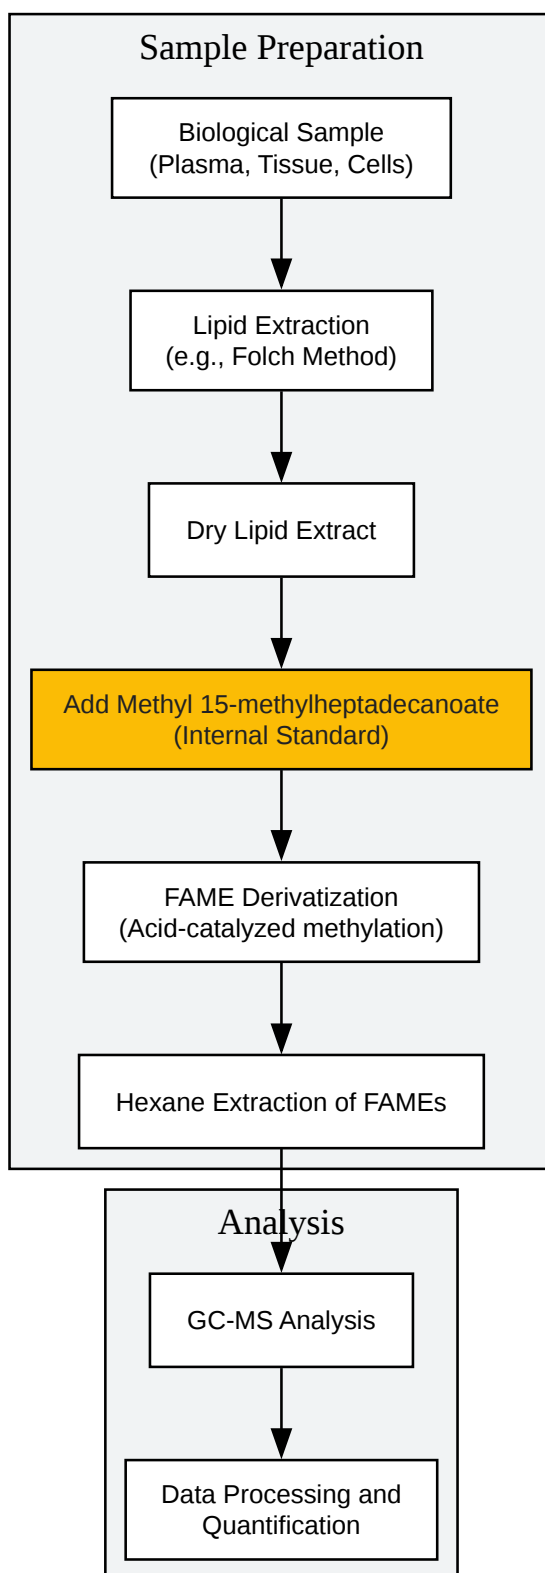 Sample Preparation
Biological Sample
(Plasma, Tissue, Cells)
Lipid Extraction
(e.g., Folch Method)
Dry Lipid Extract
Add Methyl 15-methylheptadecanoate
(Internal Standard)
FAME Derivatization
(Acid-catalyzed methylation)
Hexane Extraction of FAMEs
Analysis
GC-MS Analysis
Data Processing and
Quantification